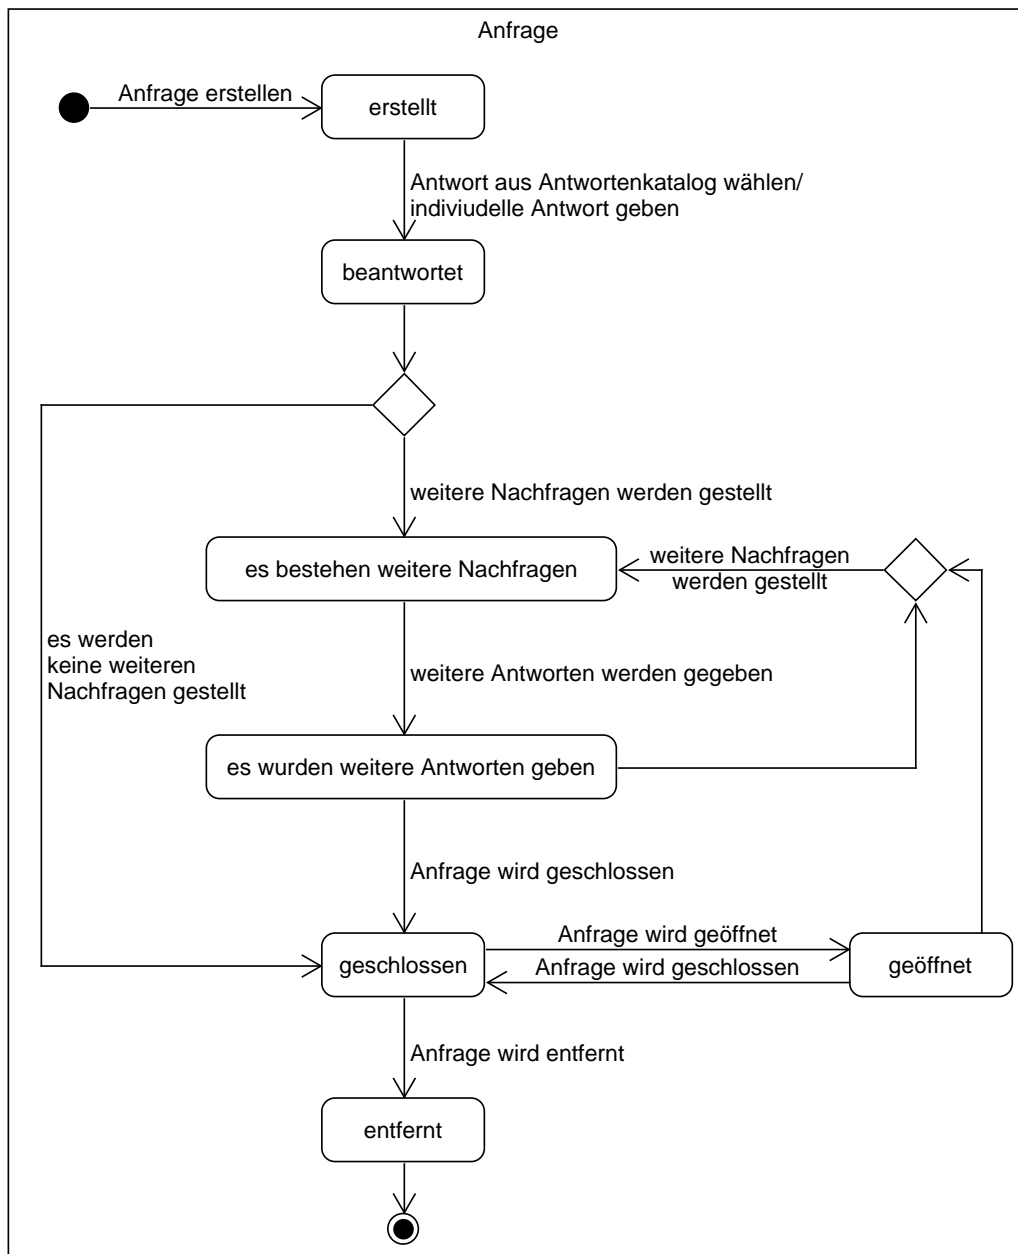 Anfrage
Anfrage erstellen
erstellt
Antwort aus Antwortenkatalog wählen/
indiviudelle Antwort geben
beantwortet
weitere Nachfragen werden gestellt
es bestehen weitere Nachfragen
weitere Nachfragen
werden gestellt
es werden
keine weiteren
Nachfragen gestellt
weitere Antworten werden gegeben
es wurden weitere Antworten geben
Anfrage wird geschlossen
geschlossen
Anfrage wird geöffnet
Anfrage wird geschlossen
geöffnet
Anfrage wird entfernt
entfernt